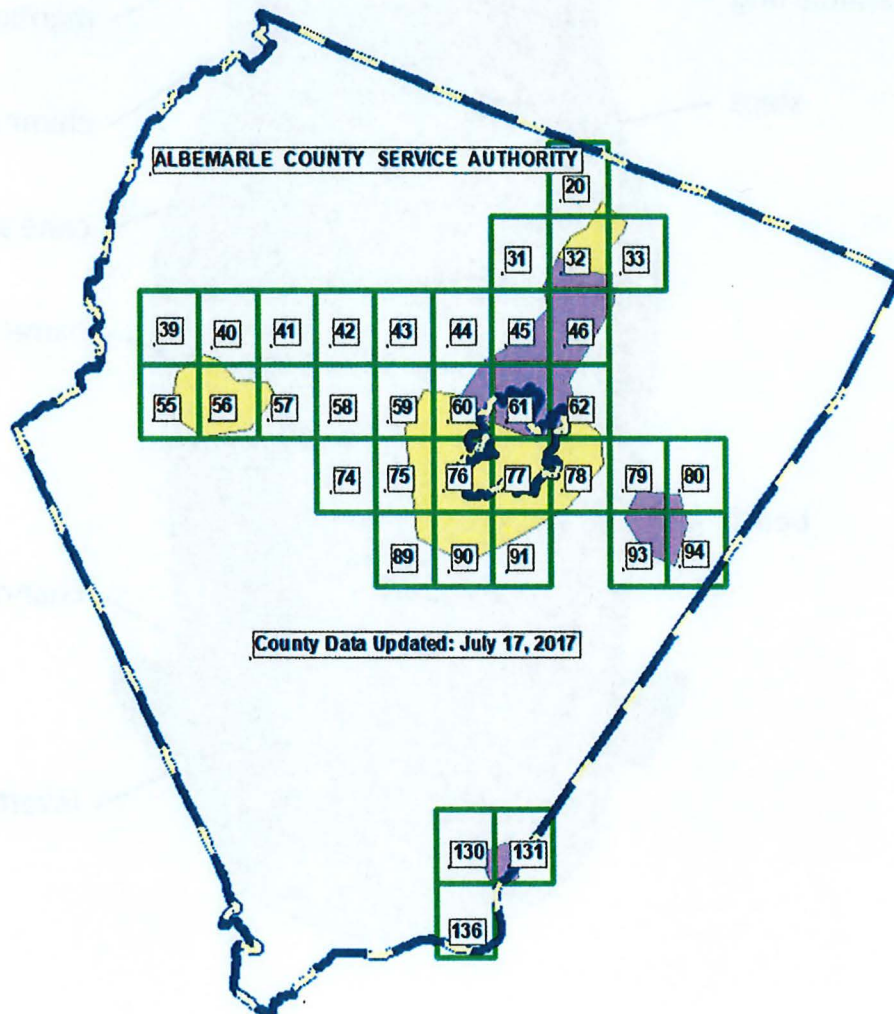 ALBEMARLE COUNTY SERVICE AUTHORITY
20
31 32 33
39 40 41 42 43 44 45 46
55 56 57 58 59 60 61 62
74 75 76 77 78 79 80
89 90 91 93 94
County Data Updated: July 17, 2017
130 131
136